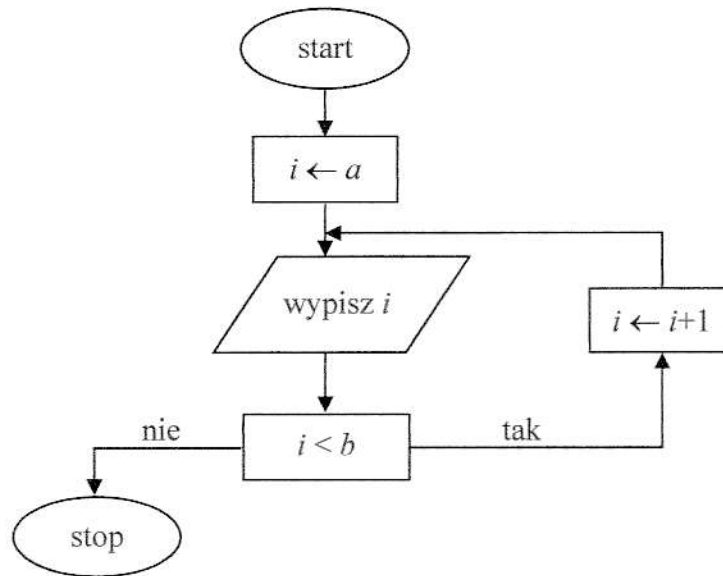 start
i ← a
wypisz i
i ← i+1
nie
i < b
tak
stop